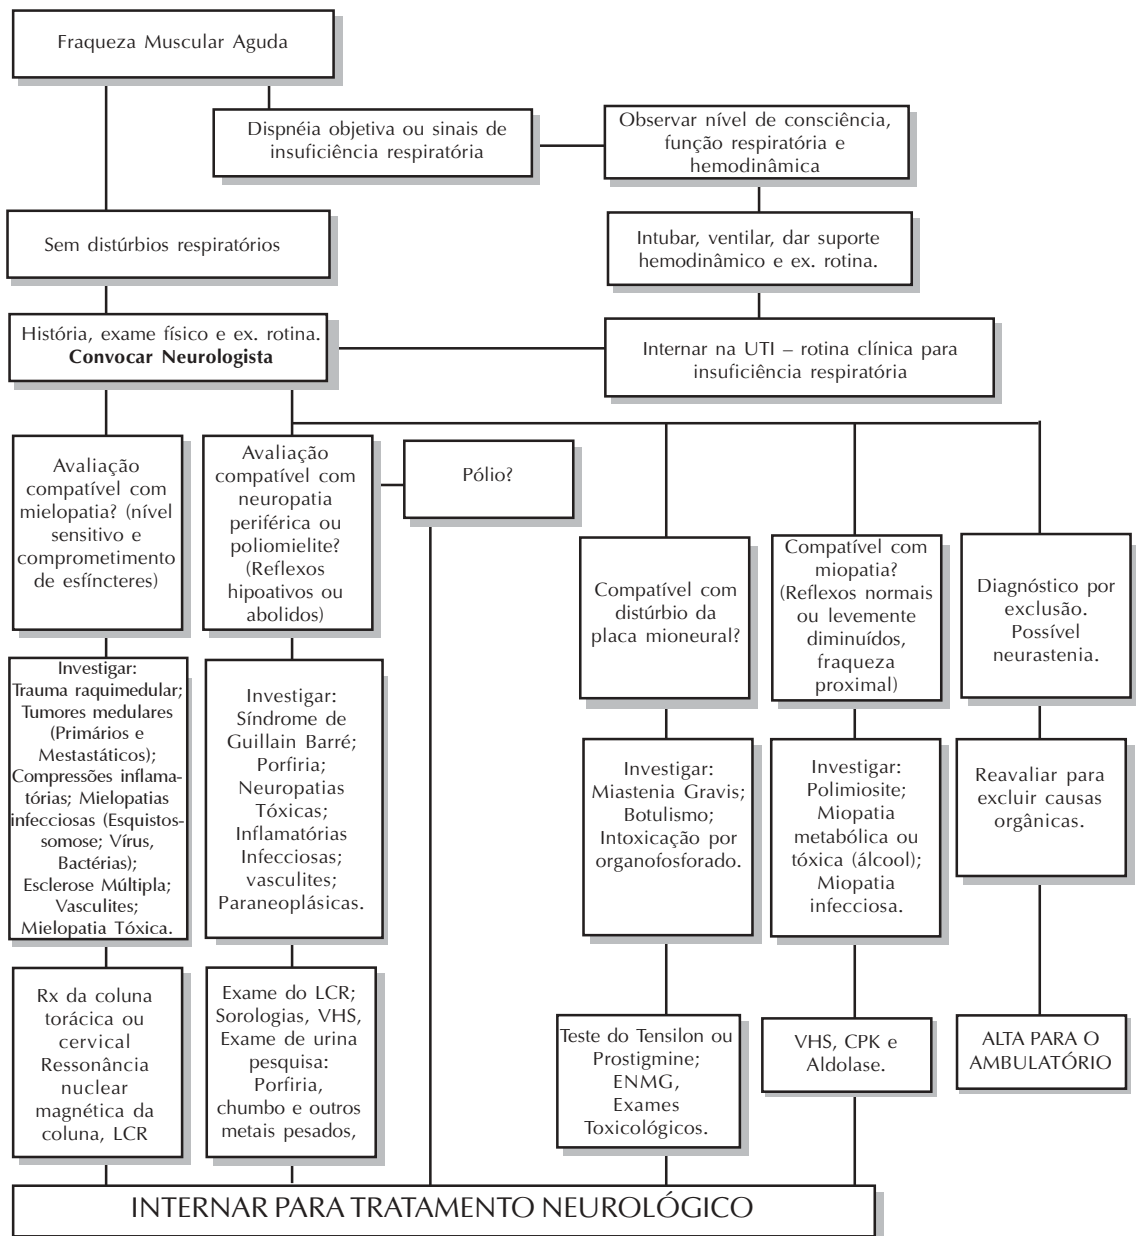 Fraqueza Muscular Aguda
Dispnéia objetiva ou sinais de
insuficiência respiratória
Observar nível de consciência,
função respiratória e
hemodinâmica
Sem distúrbios respiratórios
Intubar, ventilar, dar suporte
hemodinâmico e ex. rotina.
História, exame físico e ex. rotina.
Convocar Neurologista
Internar na UTI – rotina clínica para
insuficiência respiratória
Avaliação
compatível com
mielopatia? (nível
sensitivo e
comprometimento
de esfíncteres)
Avaliação
compatível com
neuropatia
periférica ou
poliomielite?
(Reflexos
hipoativos ou
abolidos)
Pólio?
Compatível com
distúrbio da
placa mioneural?
Compatível com
miopatia?
(Reflexos normais
ou levemente
diminuídos,
fraqueza
proximal)
Diagnóstico por
exclusão.
Possível
neurastenia.
Investigar:
Trauma raquimedular;
Tumores medulares
(Primários e
Mestastáticos);
Compressões inflama-
tórias; Mielopatias
infecciosas (Esquistos-
somose; Vírus,
Bactérias);
Esclerose Múltipla;
Vasculites;
Mielopatia Tóxica.
Investigar:
Síndrome de
Guillain Barré;
Porfiria;
Neuropatias
Tóxicas;
Inflamatórias
Infecciosas;
vasculites;
Paraneoplásicas.
Investigar:
Miastenia Gravis;
Botulismo;
Intoxicação por
organofosforado.
Investigar:
Polimiosite;
Miopatia
metabólica ou
tóxica (álcool);
Miopatia
infecciosa.
Reavaliar para
excluir causas
orgânicas.
Rx da coluna
torácica ou
cervical
Ressonância
nuclear
magnética da
coluna, LCR
Exame do LCR;
Sorologias, VHS,
Exame de urina
pesquisa:
Porfiria,
chumbo e outros
metais pesados,
Teste do Tensilon ou
Prostigmine;
ENMG,
Exames
Toxicológicos.
VHS, CPK e
Aldolase.
ALTA PARA O
AMBULATÓRIO
INTERNAR PARA TRATAMENTO NEUROLÓGICO